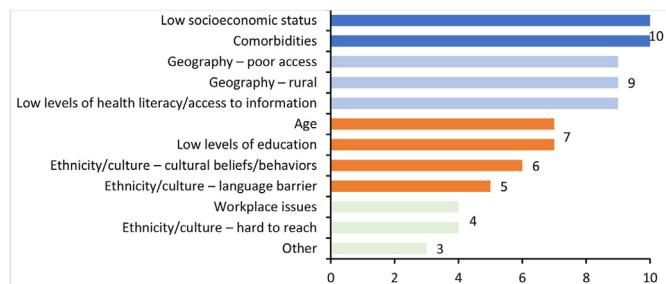 Low socioeconomic status
Comorbidities
10
Geography – poor access
Geography – rural
9
Low levels of health literacy/access to information
Age
7
Low levels of education
Ethnicity/culture – cultural beliefs/behaviors
6
Ethnicity/culture – language barrier
5
Workplace issues
4
Ethnicity/culture – hard to reach
Other
3
0 2 4 6 8 10